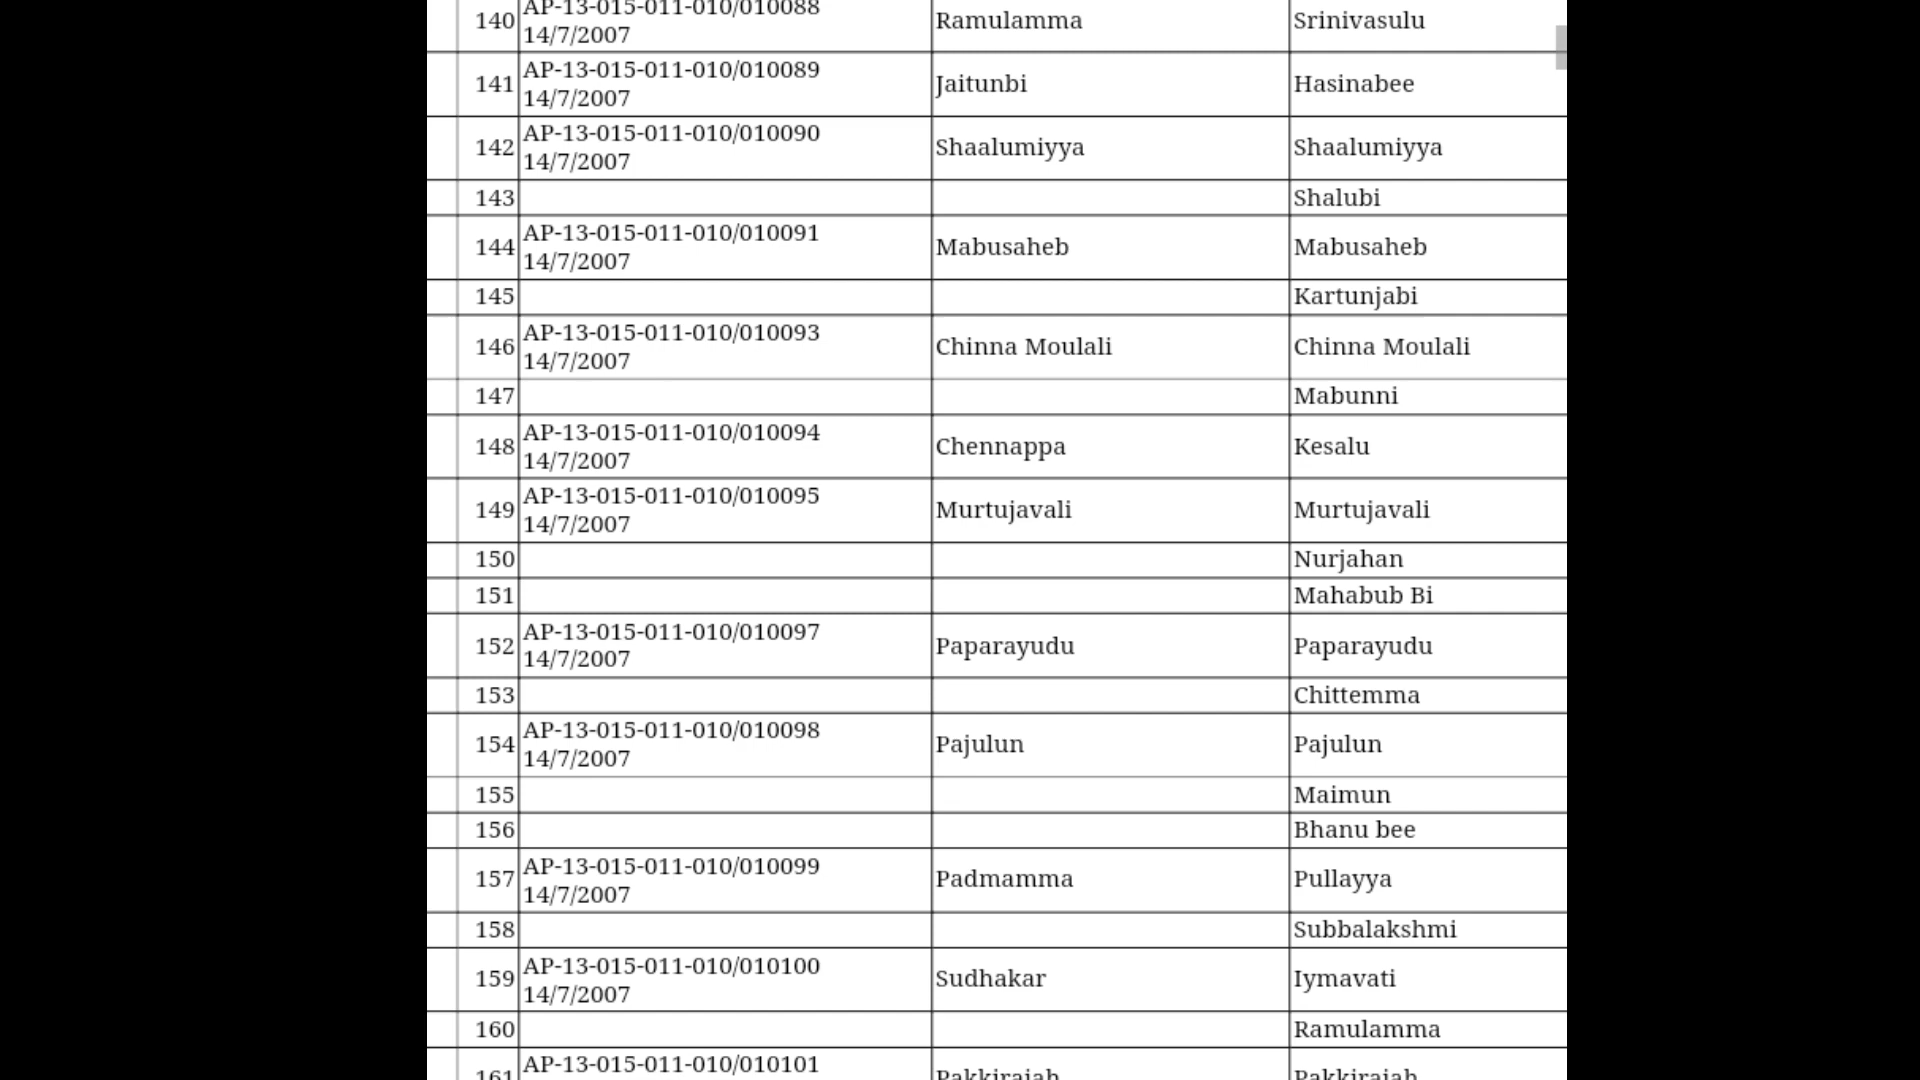 140 AP-13-015-011-010/010088 Ramulamma Srinivasulu
14/7/2007
141 AP-13-015-011-010/010089 Jaitunbi Hasinabee
14/7/2007
142 AP-13-015-011-010/010090 Shaalumiyya Shaalumiyya
14/7/2007
143 Shalubi
144 AP-13-015-011-010/010091 Mabusaheb Mabusaheb
14/7/2007
145 Kartunjabi
146 AP-13-015-011-010/010093 Chinna Moulali Chinna Moulali
14/7/2007
147 Mabunni
148 AP-13-015-011-010/010094 Chennappa Kesalu
14/7/2007
149 AP-13-015-011-010/010095 Murtujavali Murtujavali
14/7/2007
150 Nurjahan
151 Mahabub Bi
152 AP-13-015-011-010/010097 Paparayudu Paparayudu
14/7/2007
153 Chittemma
154 AP-13-015-011-010/010098 Pajulun Pajulun
14/7/2007
155 Maimun
156 Bhanu bee
157 AP-13-015-011-010/010099 Padmamma Pullayya
14/7/2007
158 Subbalakshmi
159 AP-13-015-011-010/010100 Sudhakar Iymavati
14/7/2007
160 Ramulamma
161 AP-13-015-011-010/010101 Pakkiraiah Pakkiraiah